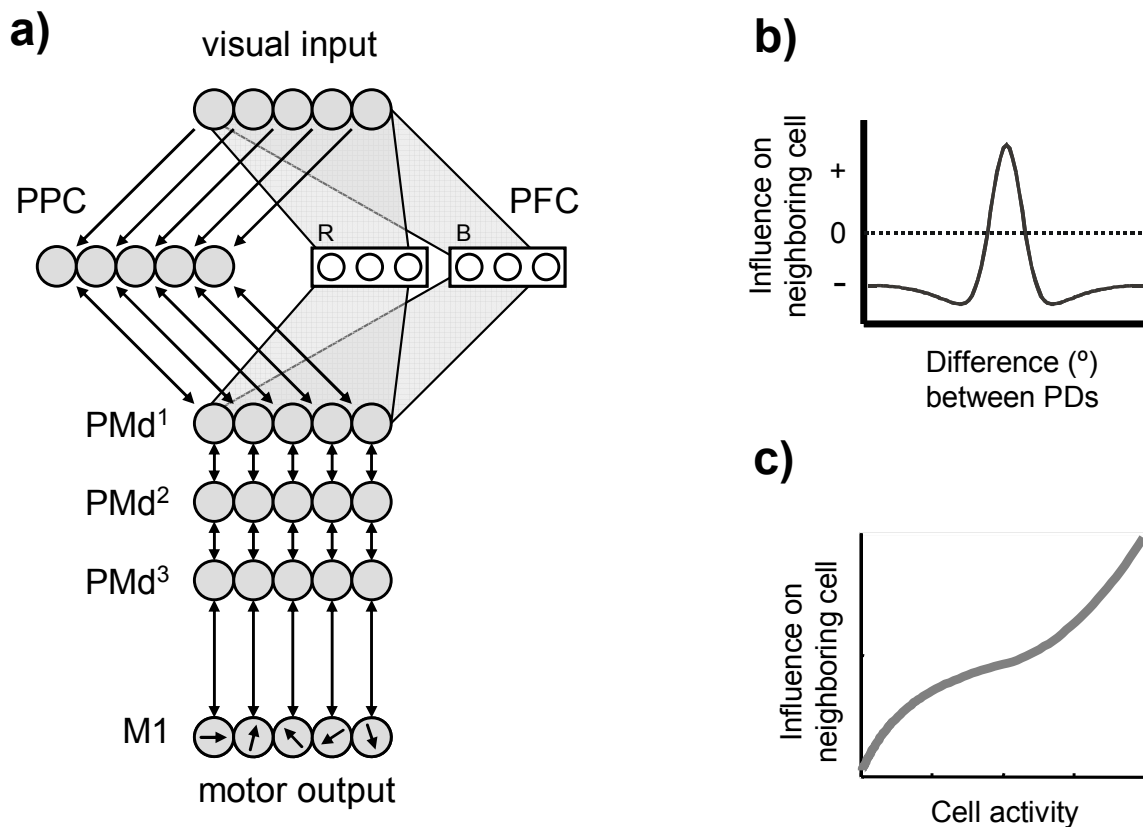 a)
visual input
PPC
PFC
R
B
PMd¹
PMd²
PMd³
M1
motor output
b)
Influence on
neighboring cell
+
0
-
Difference (º)
between PDs
c)
Influence on
neighboring cell
Cell activity